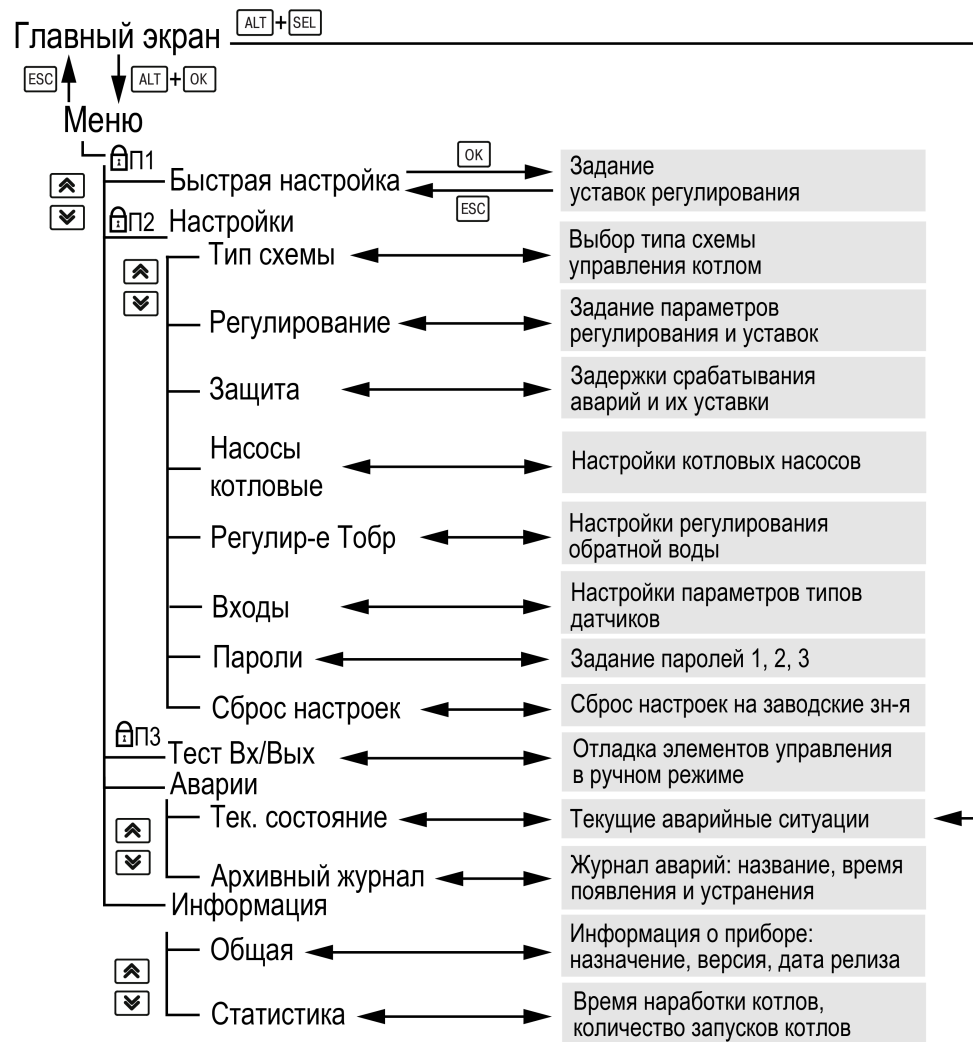 ALT + SEL
Главный экран
ESC ALT + OK
Меню
П1
OK
Быстрая настройка
Задание
уставок регулирования
ESC
П2 Настройки
Тип схемы
Выбор типа схемы
управления котлом
Регулирование
Задание параметров
регулирования и уставок
Защита
Задержки срабатывания
аварий и их уставки
Насосы
котловые
Настройки котловых насосов
Регулир-е Тобр
Настройки регулирования
обратной воды
Входы
Настройки параметров типов
датчиков
Пароли
Задание паролей 1, 2, 3
Сброс настроек
Сброс настроек на заводские зн-я
П3
Тест Вх/Вых
Отладка элементов управления
в ручном режиме
Аварии
Тек. состояние
Текущие аварийные ситуации
Архивный журнал
Журнал аварий: название, время
появления и устранения
Информация
Общая
Информация о приборе:
назначение, версия, дата релиза
Статистика
Время наработки котлов,
количество запусков котлов